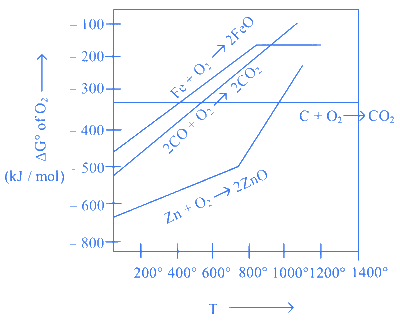 – 100
– 200
– 300
– 400
– 500
– 600
– 800
ΔG° of O₂ ⟶
(kJ / mol)
Fe + O₂ ⟶ 2FeO
2CO + O₂ ⟶ 2CO₂
C + O₂ ⟶ CO₂
Zn + O₂ ⟶ 2ZnO
200° 400° 600° 800° 1000° 1200° 1400°
T ⟶